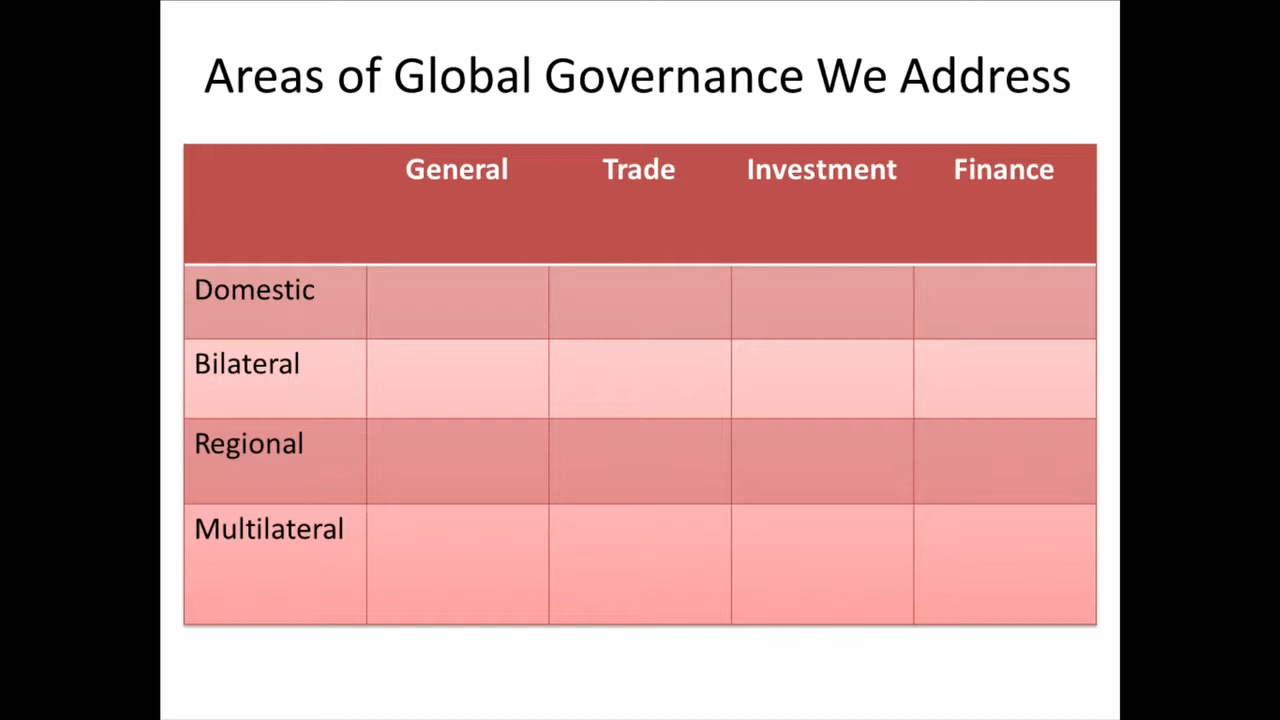 Areas of Global Governance We Address
General Trade Investment Finance
Domestic
Bilateral
Regional
Multilateral